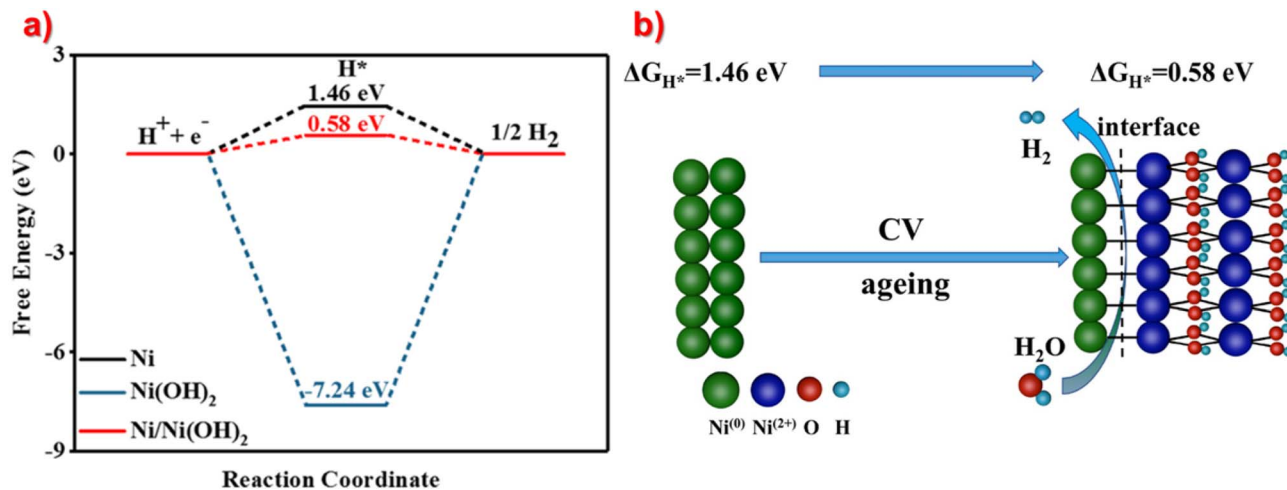 a)
3
0
-3
-6
-9
Free Energy (eV)
Reaction Coordinate
H*
1.46 eV
0.58 eV
H⁺+ e⁻
1/2 H₂
-7.24 eV
Ni
Ni(OH)₂
Ni/Ni(OH)₂
b)
ΔG_H*=1.46 eV
ΔG_H*=0.58 eV
interface
H₂
CV
ageing
H₂O
Ni⁽⁰⁾ Ni⁽²⁺⁾ O H